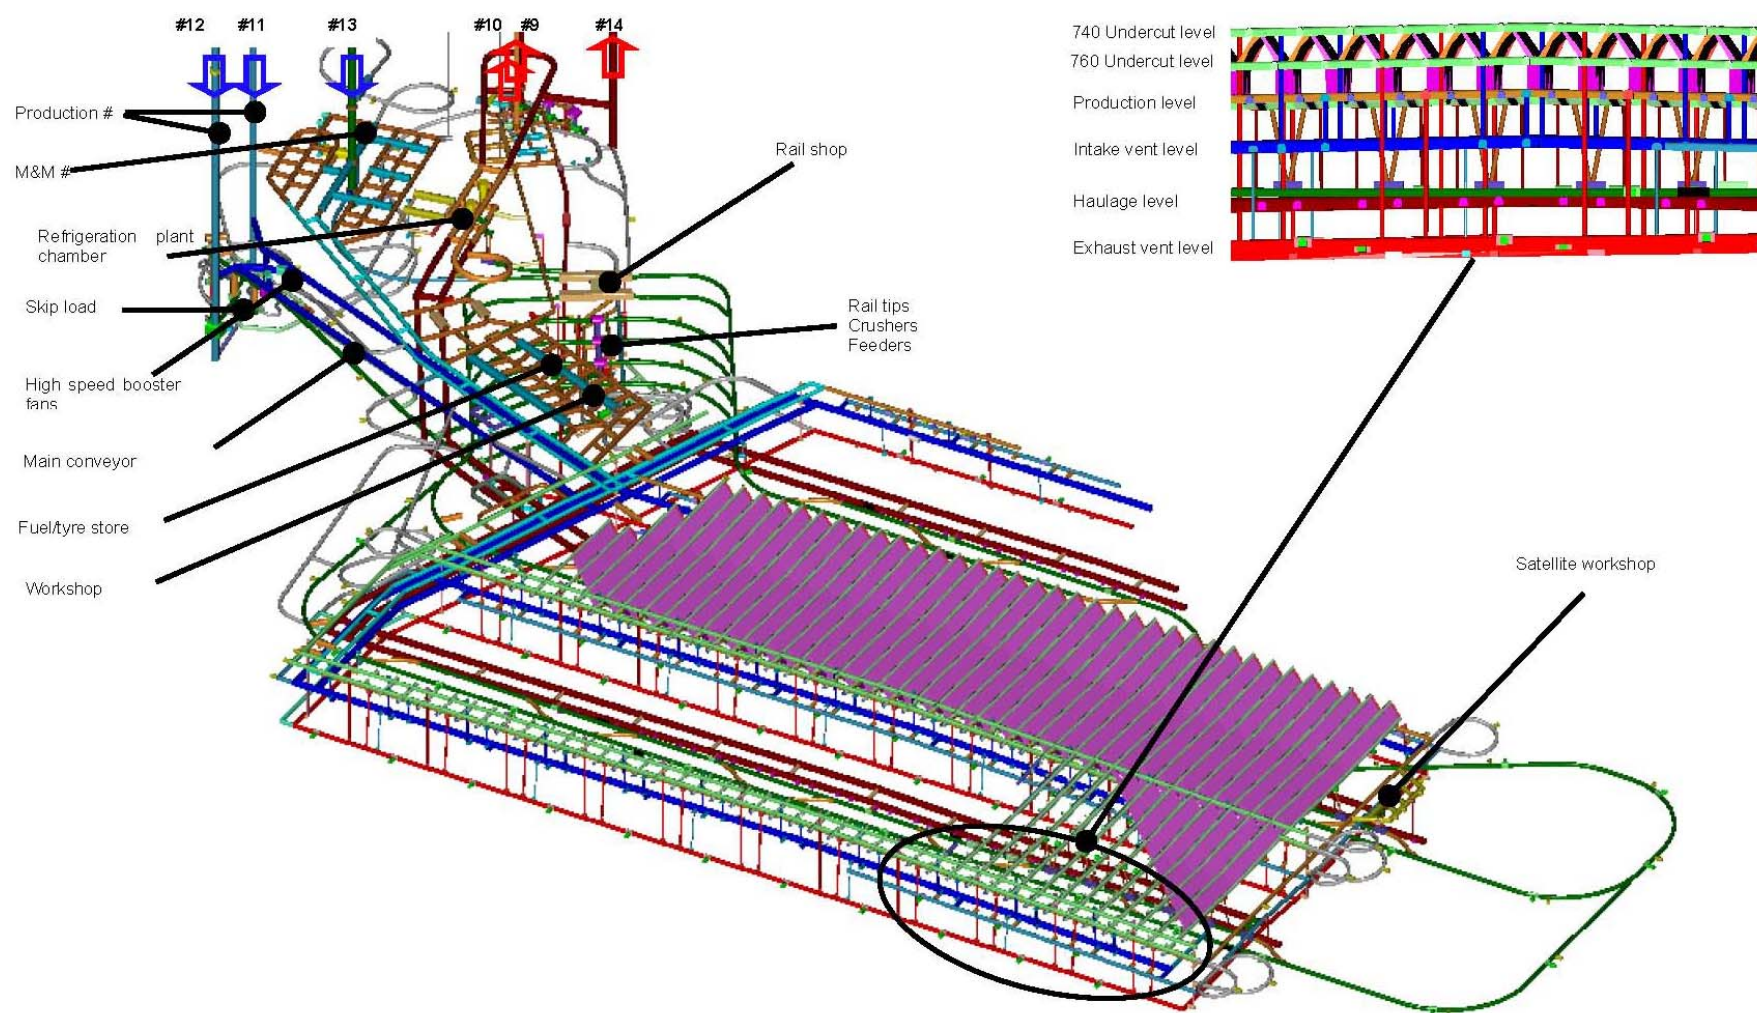 #12
#11
#13
#10
#9
#14
Production #
M&M #
Refrigeration plant
chamber
Skip load
High speed booster
fans
Main conveyor
Fuel/tyre store
Workshop
Rail shop
Rail tips
Crushers
Feeders
740 Undercut level
760 Undercut level
Production level
Intake vent level
Haulage level
Exhaust vent level
Satellite workshop